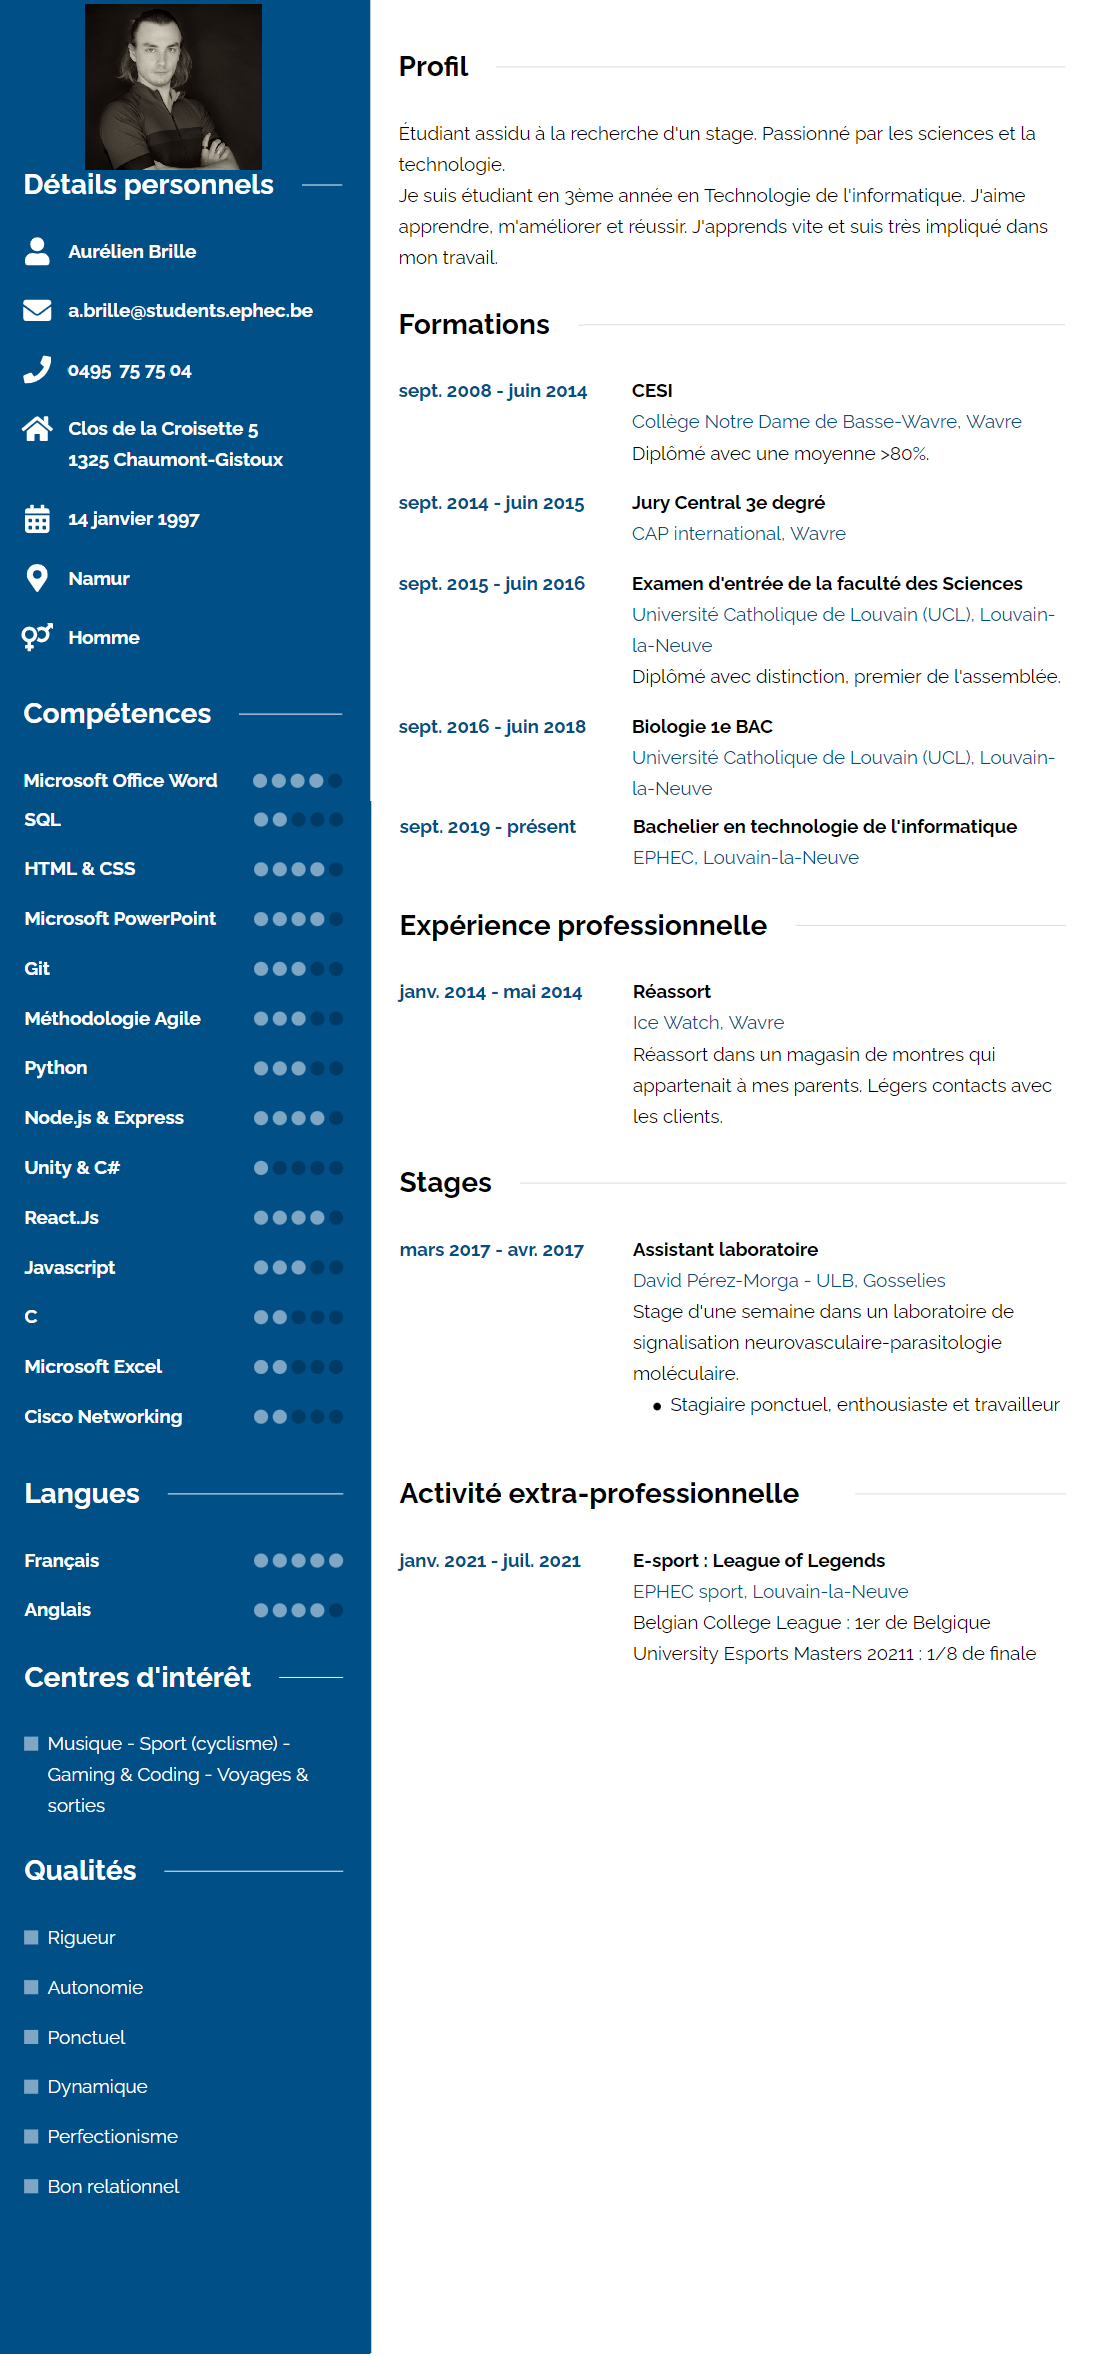 Détails personnels
Aurélien Brille
a.brille@students.ephec.be
0495  75 75 04
Clos de la Croisette 5
1325 Chaumont-Gistoux
14 janvier 1997
Namur
Homme
Compétences
Microsoft Office Word
SQL
HTML & CSS
Microsoft PowerPoint
Git
Méthodologie Agile
Python
Node.js & Express
Unity & C#
React.Js
Javascript
C
Microsoft Excel
Cisco Networking
Langues
Français
Anglais
Centres d'intérêt
Musique - Sport (cyclisme) -
Gaming & Coding - Voyages &
sorties
Qualités
Rigueur
Autonomie
Ponctuel
Dynamique
Perfectionisme
Bon relationnel
Profil
Étudiant assidu à la recherche d'un stage. Passionné par les sciences et la
technologie.
Je suis étudiant en 3ème année en Technologie de l'informatique. J'aime
apprendre, m'améliorer et réussir. J'apprends vite et suis très impliqué dans
mon travail.
Formations
sept. 2008 - juin 2014 CESI
Collège Notre Dame de Basse-Wavre, Wavre
Diplômé avec une moyenne >80%.
sept. 2014 - juin 2015 Jury Central 3e degré
CAP international, Wavre
sept. 2015 - juin 2016 Examen d'entrée de la faculté des Sciences
Université Catholique de Louvain (UCL), Louvain-
la-Neuve
Diplômé avec distinction, premier de l'assemblée.
sept. 2016 - juin 2018 Biologie 1e BAC
Université Catholique de Louvain (UCL), Louvain-
la-Neuve
sept. 2019 - présent Bachelier en technologie de l'informatique
EPHEC, Louvain-la-Neuve
Expérience professionnelle
janv. 2014 - mai 2014 Réassort
Ice Watch, Wavre
Réassort dans un magasin de montres qui
appartenait à mes parents. Légers contacts avec
les clients.
Stages
mars 2017 - avr. 2017 Assistant laboratoire
David Pérez-Morga - ULB, Gosselies
Stage d'une semaine dans un laboratoire de
signalisation neurovasculaire-parasitologie
moléculaire.
• Stagiaire ponctuel, enthousiaste et travailleur
Activité extra-professionnelle
janv. 2021 - juil. 2021 E-sport : League of Legends
EPHEC sport, Louvain-la-Neuve
Belgian College League : 1er de Belgique
University Esports Masters 20211 : 1/8 de finale